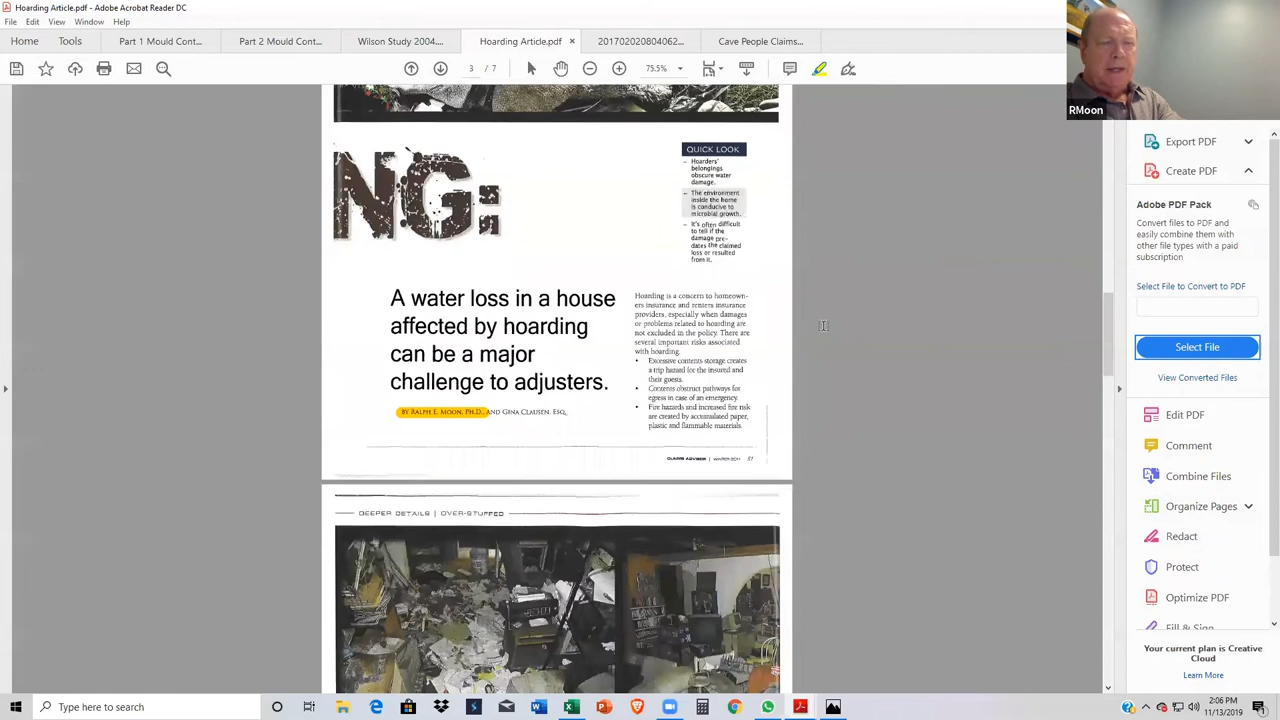 Hoarding Article.pdf - Adobe Acrobat Reader DC
File Edit View Window Help
Home Tools Part 1 Mould Cont... Part 2 Mould Cont... Wilson Study 2004.... Hoarding Article.pdf × 20170202080406​2... Cave People Claims...
3 / 7 75.5%
RMoon
NG:
QUICK LOOK
– Hoarders'
belongings
obscure water
damage.
– The environment
inside the home
is conducive to
microbial growth.
– It's often difficult
to tell if the
damage pre-
dates the claimed
loss or resulted
from it.
A water loss in a house
affected by hoarding
can be a major
challenge to adjusters.
BY RALPH E. MOON, PH.D., AND GINA CLAUSEN, ESQ.
Hoarding is a concern to homeown-
ers insurance and renters insurance
providers, especially when damages
or problems related to hoarding are
not excluded in the policy. There are
several important risks associated
with hoarding.
• Excessive contents storage creates
a trip hazard for the insured and
their guests.
• Contents obstruct pathways for
egress in case of an emergency.
• Fire hazards and increased fire risk
are created by accumulated paper,
plastic and flammable materials.
CLAIMS ADVISOR | WINTER 2011 37
DEEPER DETAILS | OVER-STUFFED
Export PDF
Create PDF
Adobe PDF Pack
Convert files to PDF and
easily combine them with
other file types with a paid
subscription
Select File to Convert to PDF
Select File
View Converted Files
Edit PDF
Comment
Combine Files
Organize Pages
Redact
Protect
Optimize PDF
Fill & Sign
Your current plan is Creative
Cloud
Learn More
Type here to search
2:06 PM
11/13/2019